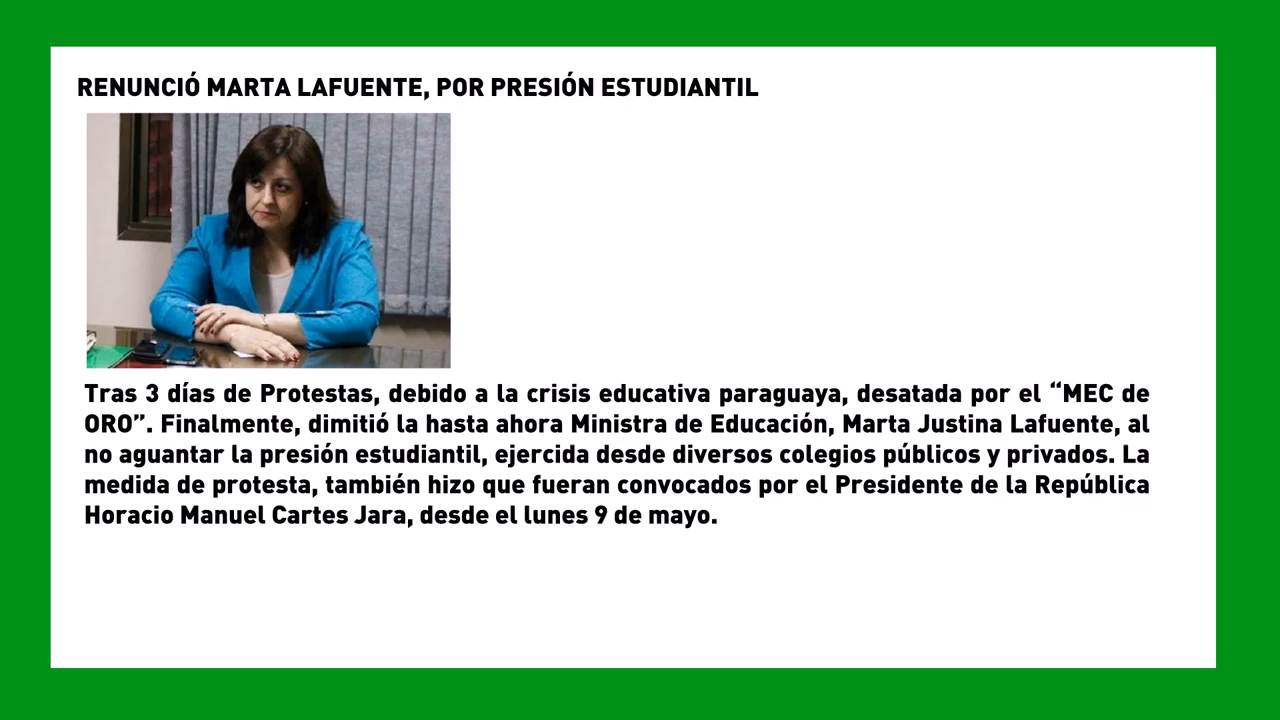 RENUNCIÓ MARTA LAFUENTE, POR PRESIÓN ESTUDIANTIL
Tras 3 días de Protestas, debido a la crisis educativa paraguaya, desatada por el “MEC de
ORO”. Finalmente, dimitió la hasta ahora Ministra de Educación, Marta Justina Lafuente, al
no aguantar la presión estudiantil, ejercida desde diversos colegios públicos y privados. La
medida de protesta, también hizo que fueran convocados por el Presidente de la República
Horacio Manuel Cartes Jara, desde el lunes 9 de mayo.